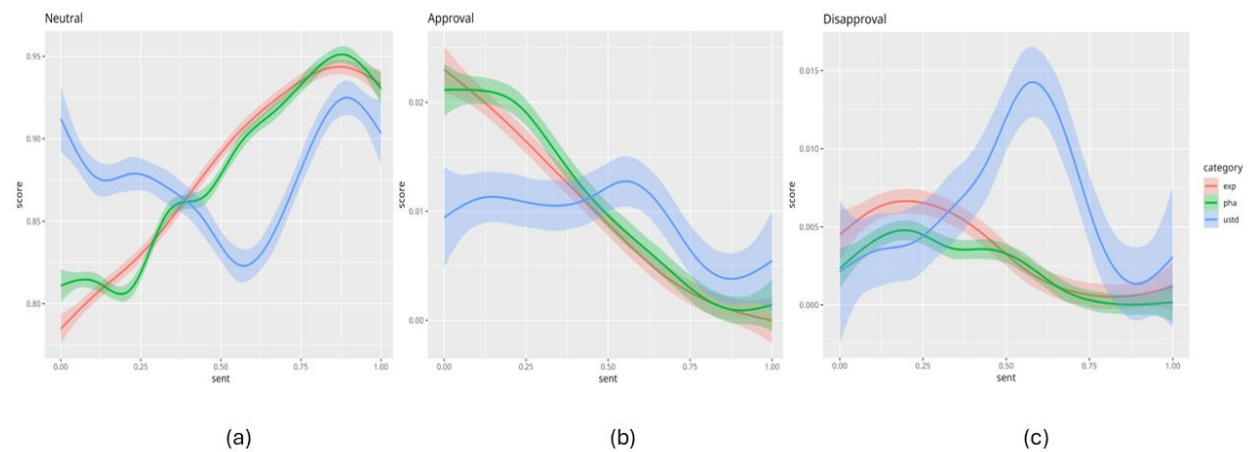 Neutral
Approval
Disapproval
0.95
0.90
0.85
0.80
score
0.00
0.25
0.50
0.75
1.00
sent
0.02
0.01
0.00
score
0.00
0.25
0.50
0.75
1.00
sent
0.015
0.010
0.005
0.000
score
0.00
0.25
0.50
0.75
1.00
sent
category
exp
pha
ustd
(a)
(b)
(c)